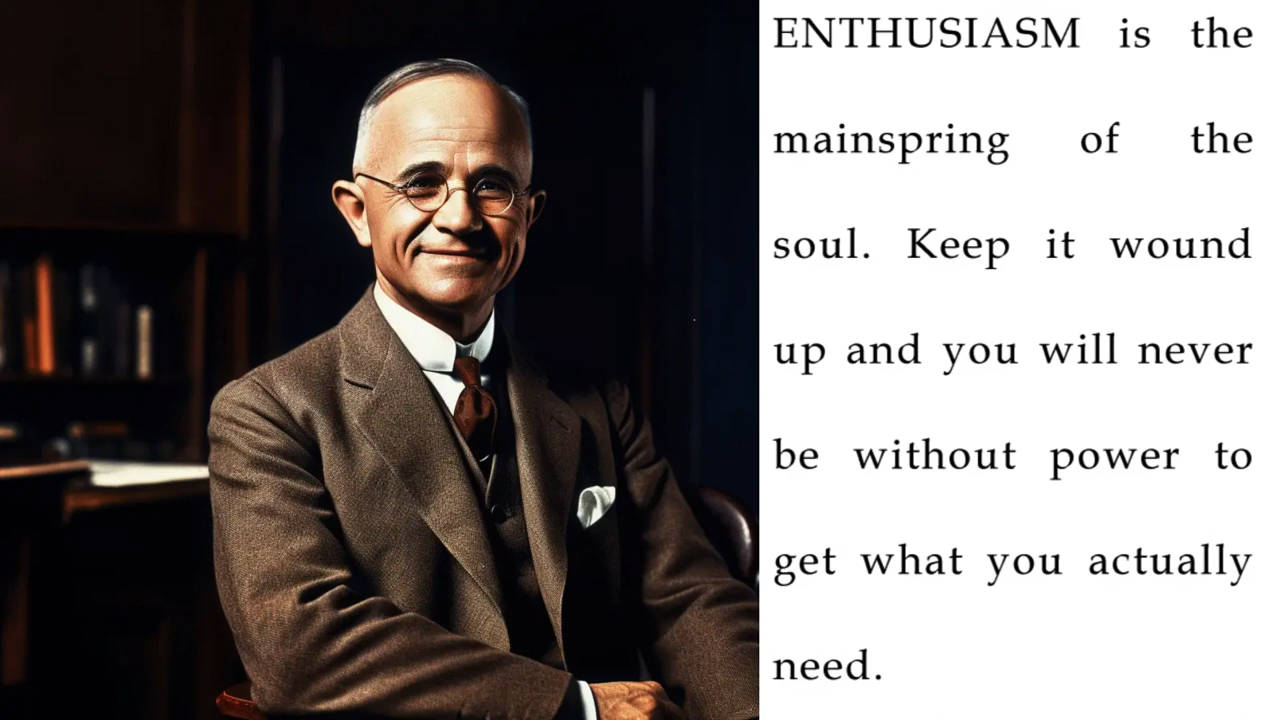 ENTHUSIASM is the
mainspring of the
soul. Keep it wound
up and you will never
be without power to
get what you actually
need.